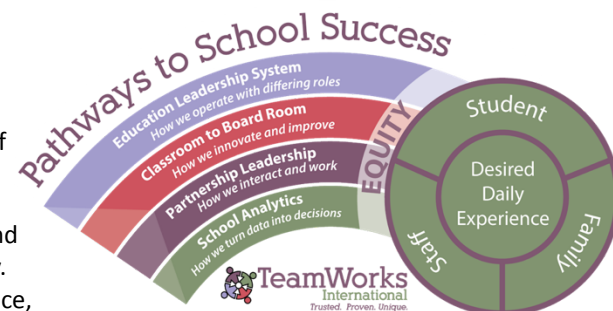 Pathways to School Success
Education Leadership System
How we operate with differing roles
Classroom to Board Room
How we innovate and improve
Partnership Leadership
How we interact and work
School Analytics
How we turn data into decisions
EQUITY
Student
Desired
Daily
Experience
Staff
Family
TeamWorks
International
Trusted. Proven. Unique.